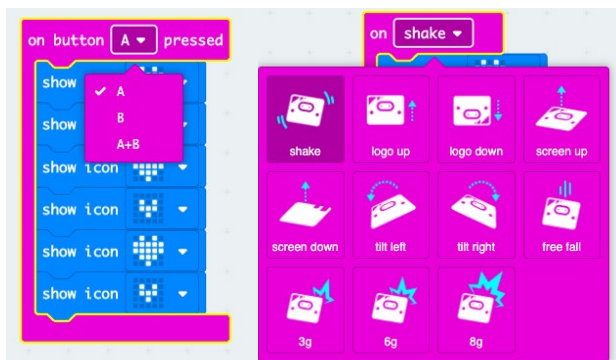 on button A pressed
show
A
show
B
A+B
show icon
show icon
show icon
show icon
on shake
shake
logo up
logo down
screen up
screen down
tilt left
tilt right
free fall
3g
6g
8g